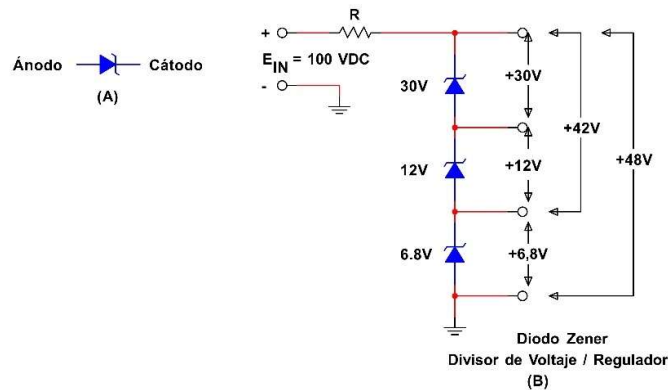 Ánodo
Cátodo
(A)
+
R
E_IN = 100 VDC
-
30V
12V
6.8V
+30V
+12V
+6,8V
+42V
+48V
Diodo Zener
Divisor de Voltaje / Regulador
(B)